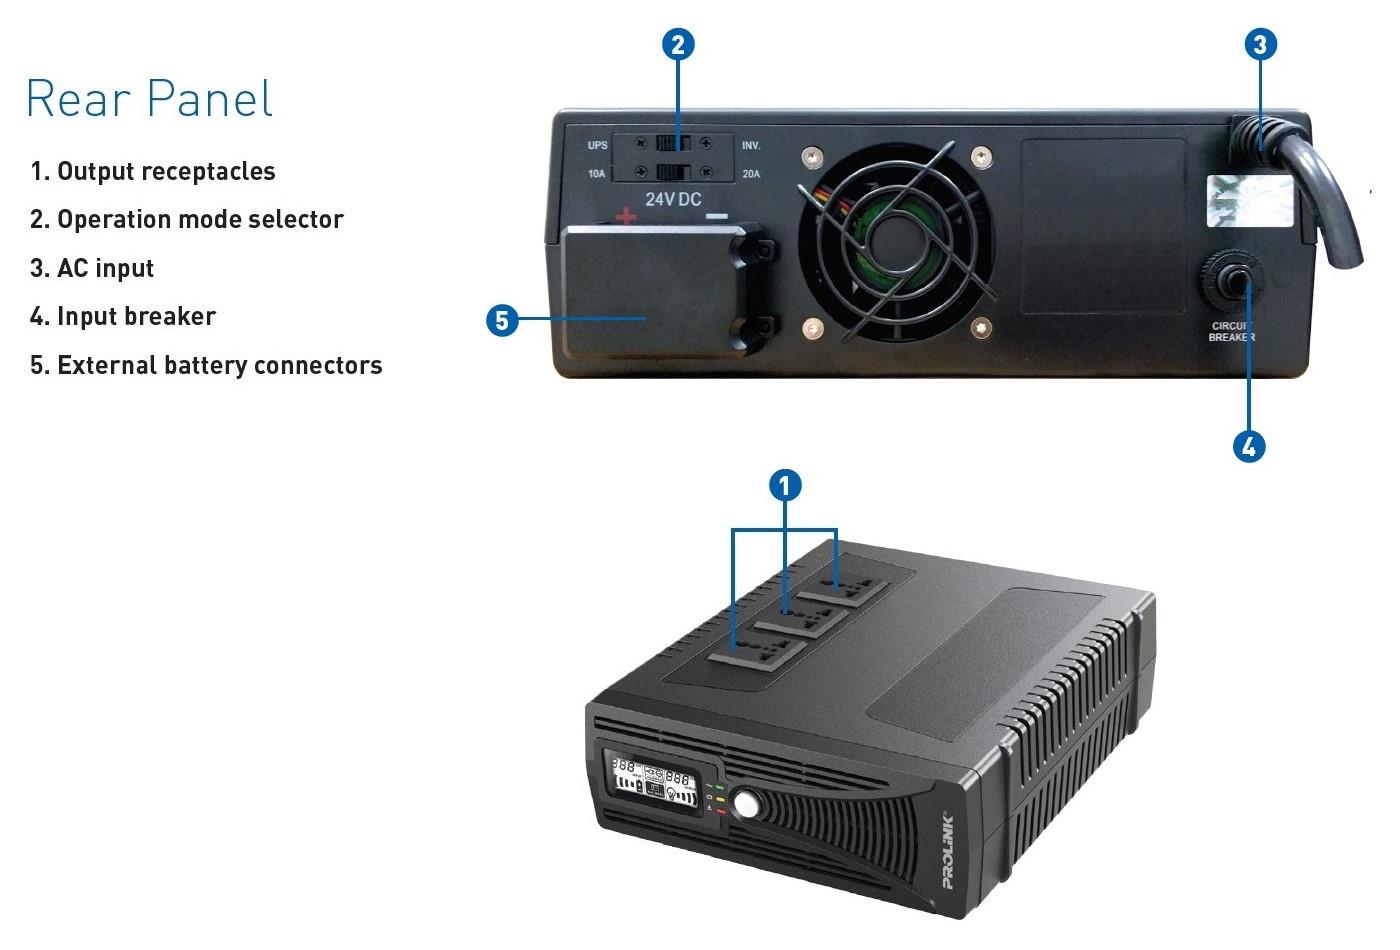 Rear Panel
1. Output receptacles
2. Operation mode selector
3. AC input
4. Input breaker
5. External battery connectors
2
3
UPS
INV.
10A
20A
24V DC
+ −
5
CIRCUIT
BREAKER
4
1
888
888
PROLiNK®